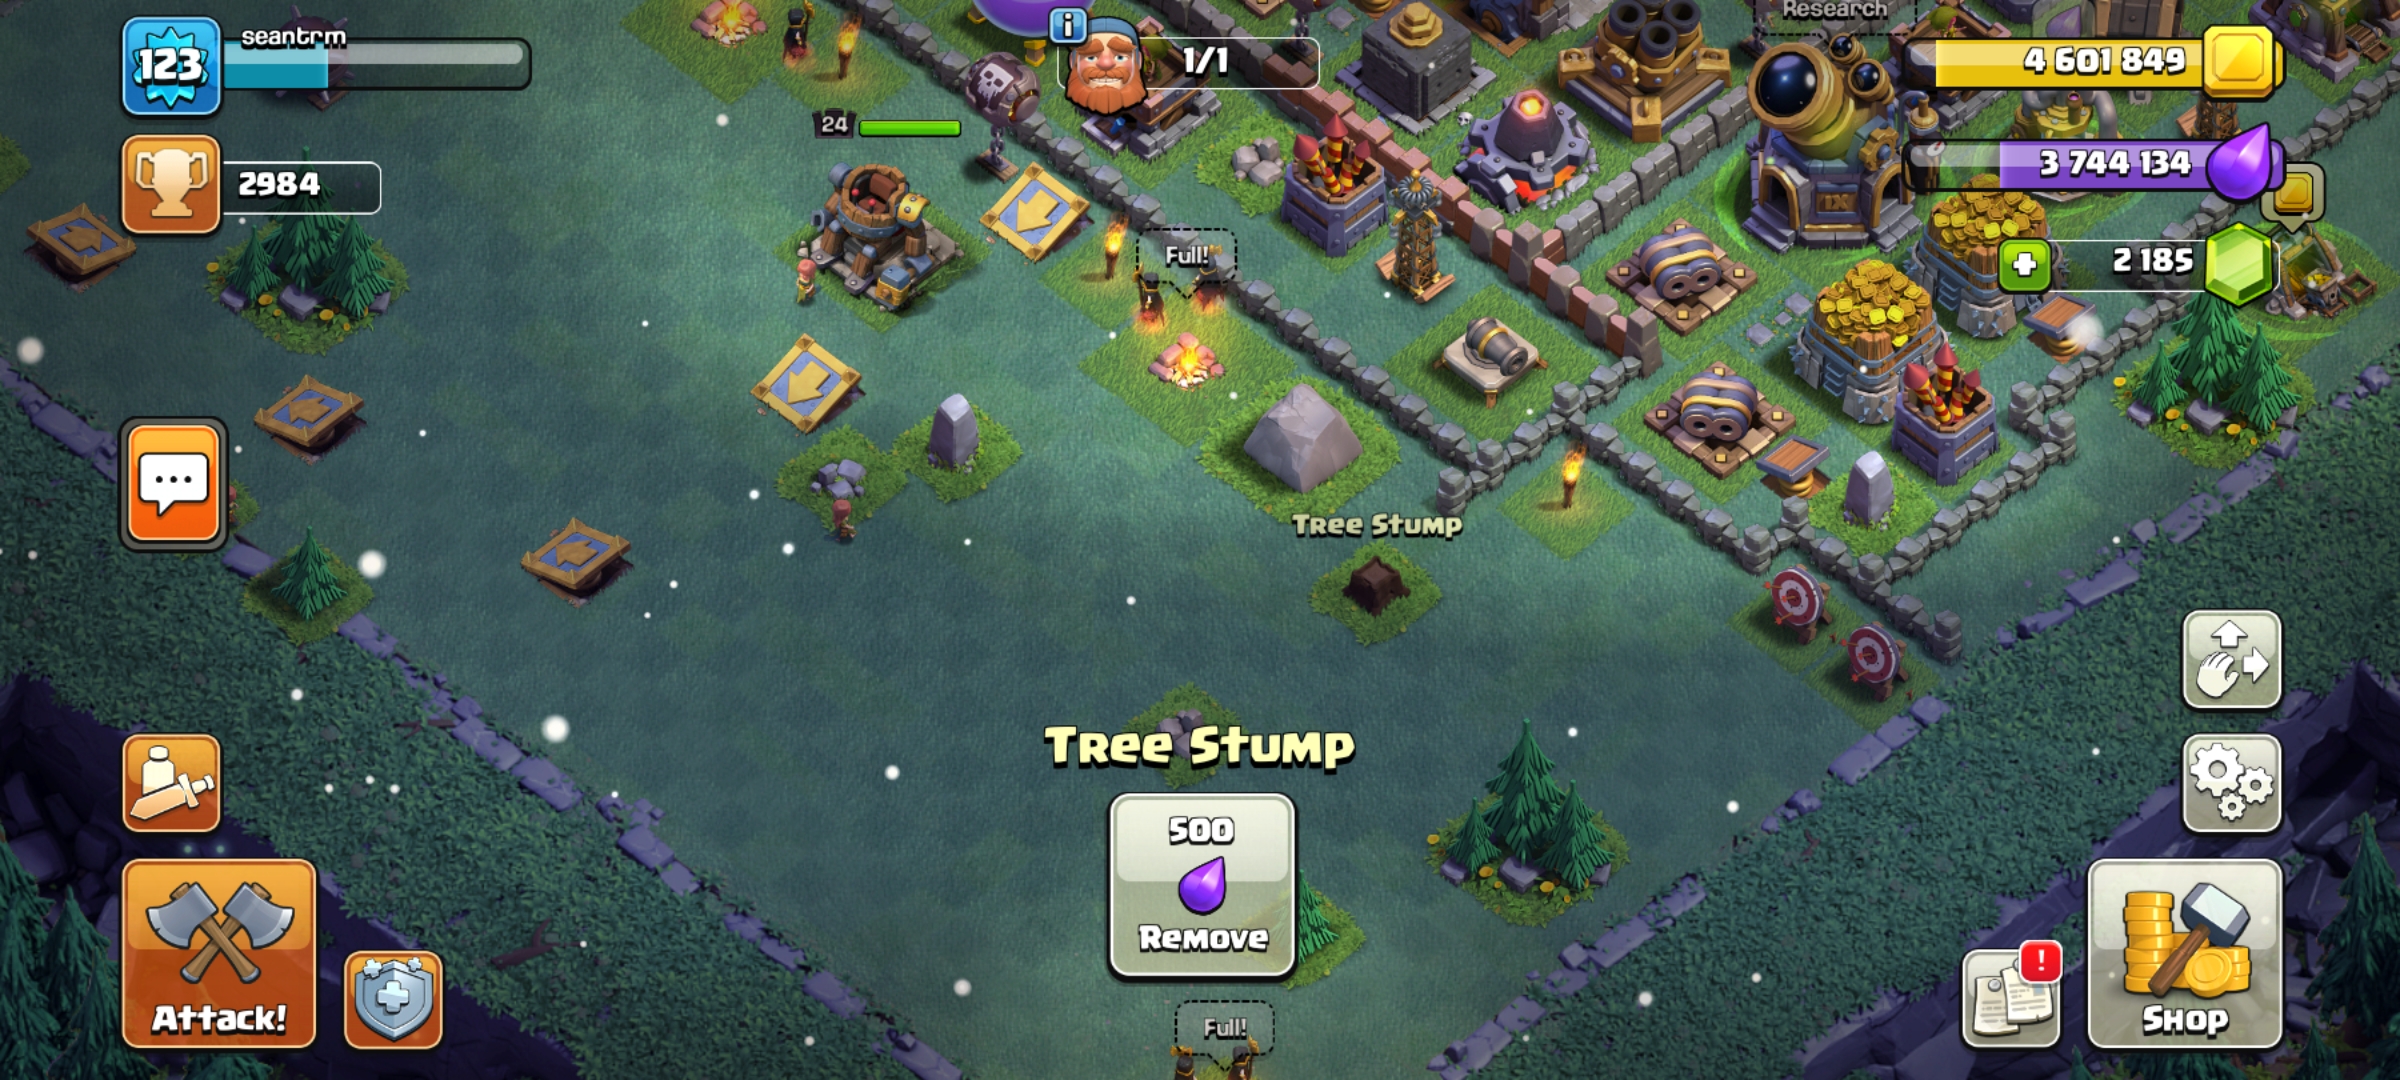 Research
seantrm
123
1/1
4 601 849
24
3 744 134
2984
Full!
2 185
Tree Stump
Tree Stump
500
Remove
Attack!
!
Shop
Full!